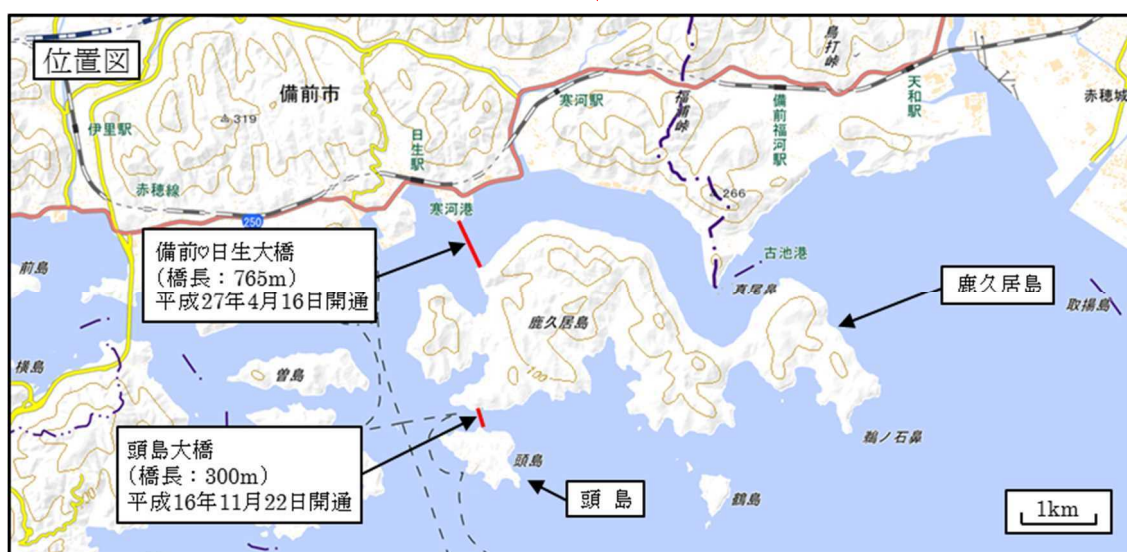 位置図
備前市
319
伊里駅
日生駅
寒河駅
福浦峠
鳥打峠
備前福河駅
天和駅
赤穂城
赤穂線
250
寒河港
266
古池港
備前♡日生大橋
(橋長：765m)
平成27年4月16日開通
前島
真尾鼻
鹿久居島
取揚島
鹿久居島
横島
曽島
100
頭島大橋
(橋長：300m)
平成16年11月22日開通
頭島
頭 島
鵜ノ石鼻
鶴島
1km